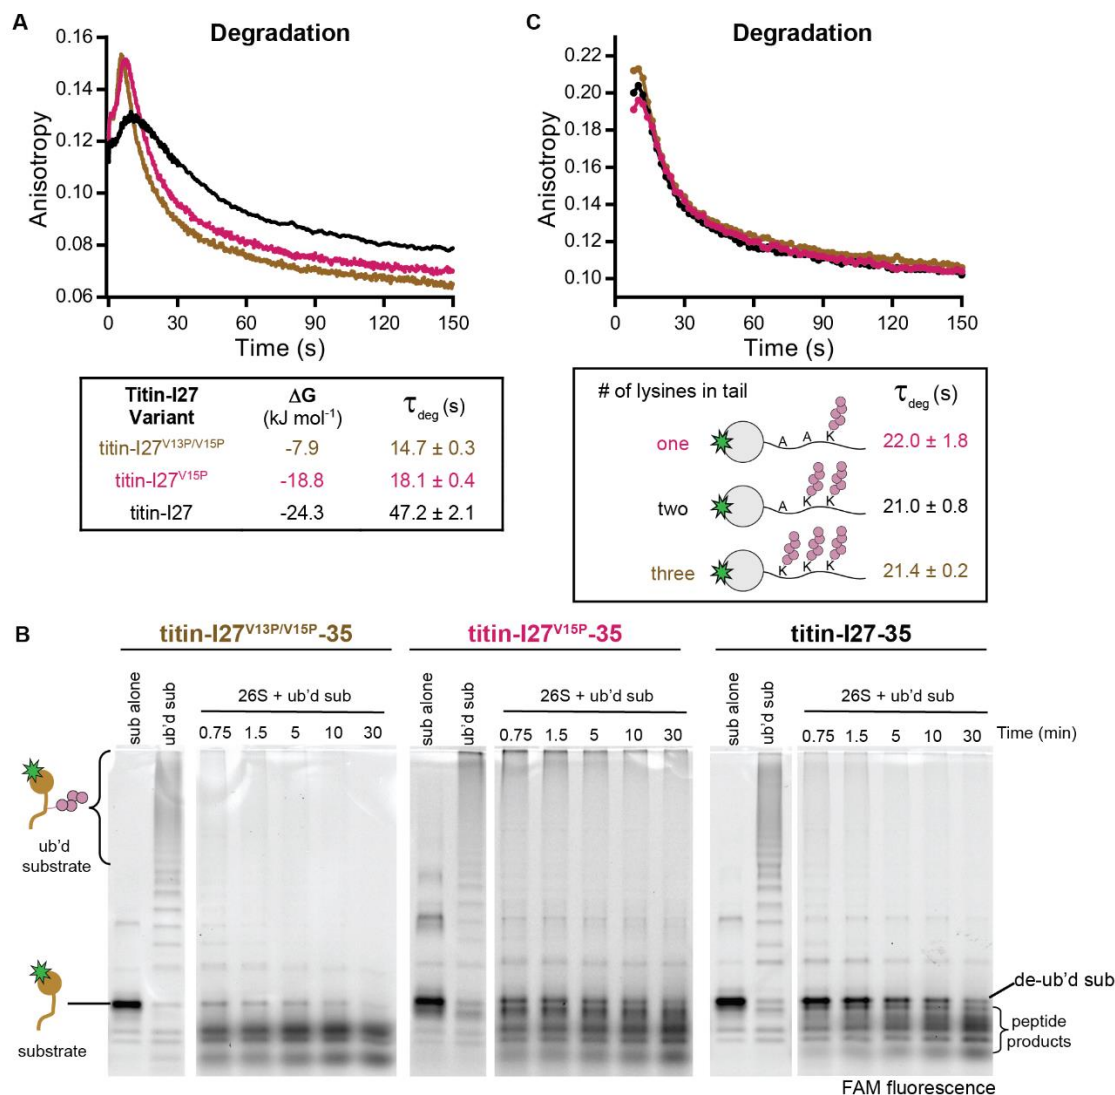 A
Degradation
0.16
0.14
0.12
0.10
0.08
0.06
Anisotropy
0 30 60 90 120 150
Time (s)
Titin-I27 Variant ΔG (kJ mol⁻¹) τdeg (s)
titin-I27V13P/V15P -7.9 14.7 ± 0.3
titin-I27V15P -18.8 18.1 ± 0.4
titin-I27 -24.3 47.2 ± 2.1
C
Degradation
0.22
0.20
0.18
0.16
0.14
0.12
0.10
Anisotropy
0 30 60 90 120 150
Time (s)
# of lysines in tail τdeg (s)
one A A K 22.0 ± 1.8
two A K K 21.0 ± 0.8
three K K K 21.4 ± 0.2
B
titin-I27V13P/V15P-35 titin-I27V15P-35 titin-I27-35
sub alone ub'd sub 26S + ub'd sub sub alone ub'd sub 26S + ub'd sub sub alone ub'd sub 26S + ub'd sub
0.75 1.5 5 10 30 0.75 1.5 5 10 30 0.75 1.5 5 10 30 Time (min)
ub'd
substrate
substrate
de-ub'd sub
peptide
products
FAM fluorescence